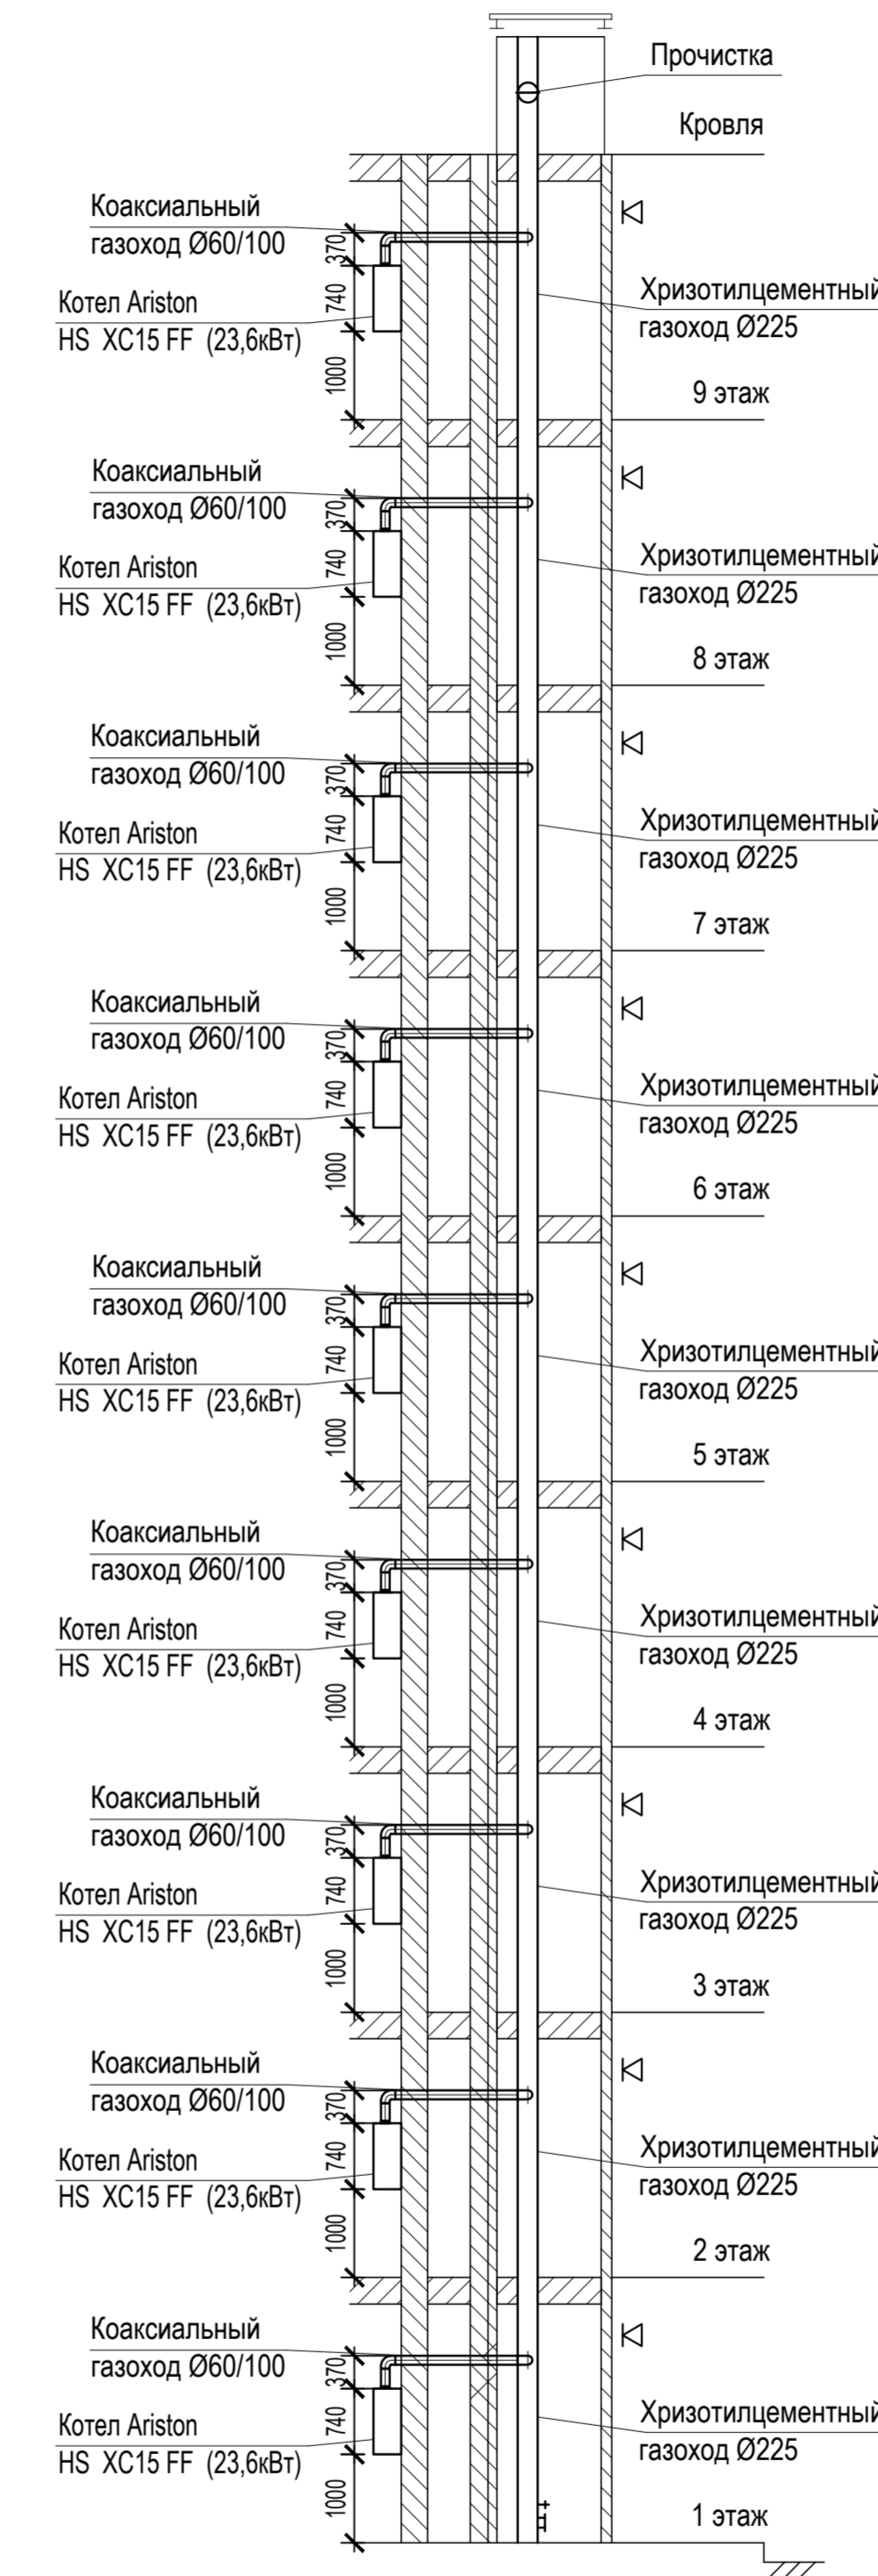 Прочистка
Кровля
Коаксиальный
газоход Ø60/100
370
740
1000
Котел Ariston
HS XC15 FF (23,6кВт)
Хризотилцементный
газоход Ø225
9 этаж
Коаксиальный
газоход Ø60/100
370
740
1000
Котел Ariston
HS XC15 FF (23,6кВт)
Хризотилцементный
газоход Ø225
8 этаж
Коаксиальный
газоход Ø60/100
370
740
1000
Котел Ariston
HS XC15 FF (23,6кВт)
Хризотилцементный
газоход Ø225
7 этаж
Коаксиальный
газоход Ø60/100
370
740
1000
Котел Ariston
HS XC15 FF (23,6кВт)
Хризотилцементный
газоход Ø225
6 этаж
Коаксиальный
газоход Ø60/100
370
740
1000
Котел Ariston
HS XC15 FF (23,6кВт)
Хризотилцементный
газоход Ø225
5 этаж
Коаксиальный
газоход Ø60/100
370
740
1000
Котел Ariston
HS XC15 FF (23,6кВт)
Хризотилцементный
газоход Ø225
4 этаж
Коаксиальный
газоход Ø60/100
370
740
1000
Котел Ariston
HS XC15 FF (23,6кВт)
Хризотилцементный
газоход Ø225
3 этаж
Коаксиальный
газоход Ø60/100
370
740
1000
Котел Ariston
HS XC15 FF (23,6кВт)
Хризотилцементный
газоход Ø225
2 этаж
Коаксиальный
газоход Ø60/100
370
740
1000
Котел Ariston
HS XC15 FF (23,6кВт)
Хризотилцементный
газоход Ø225
1 этаж